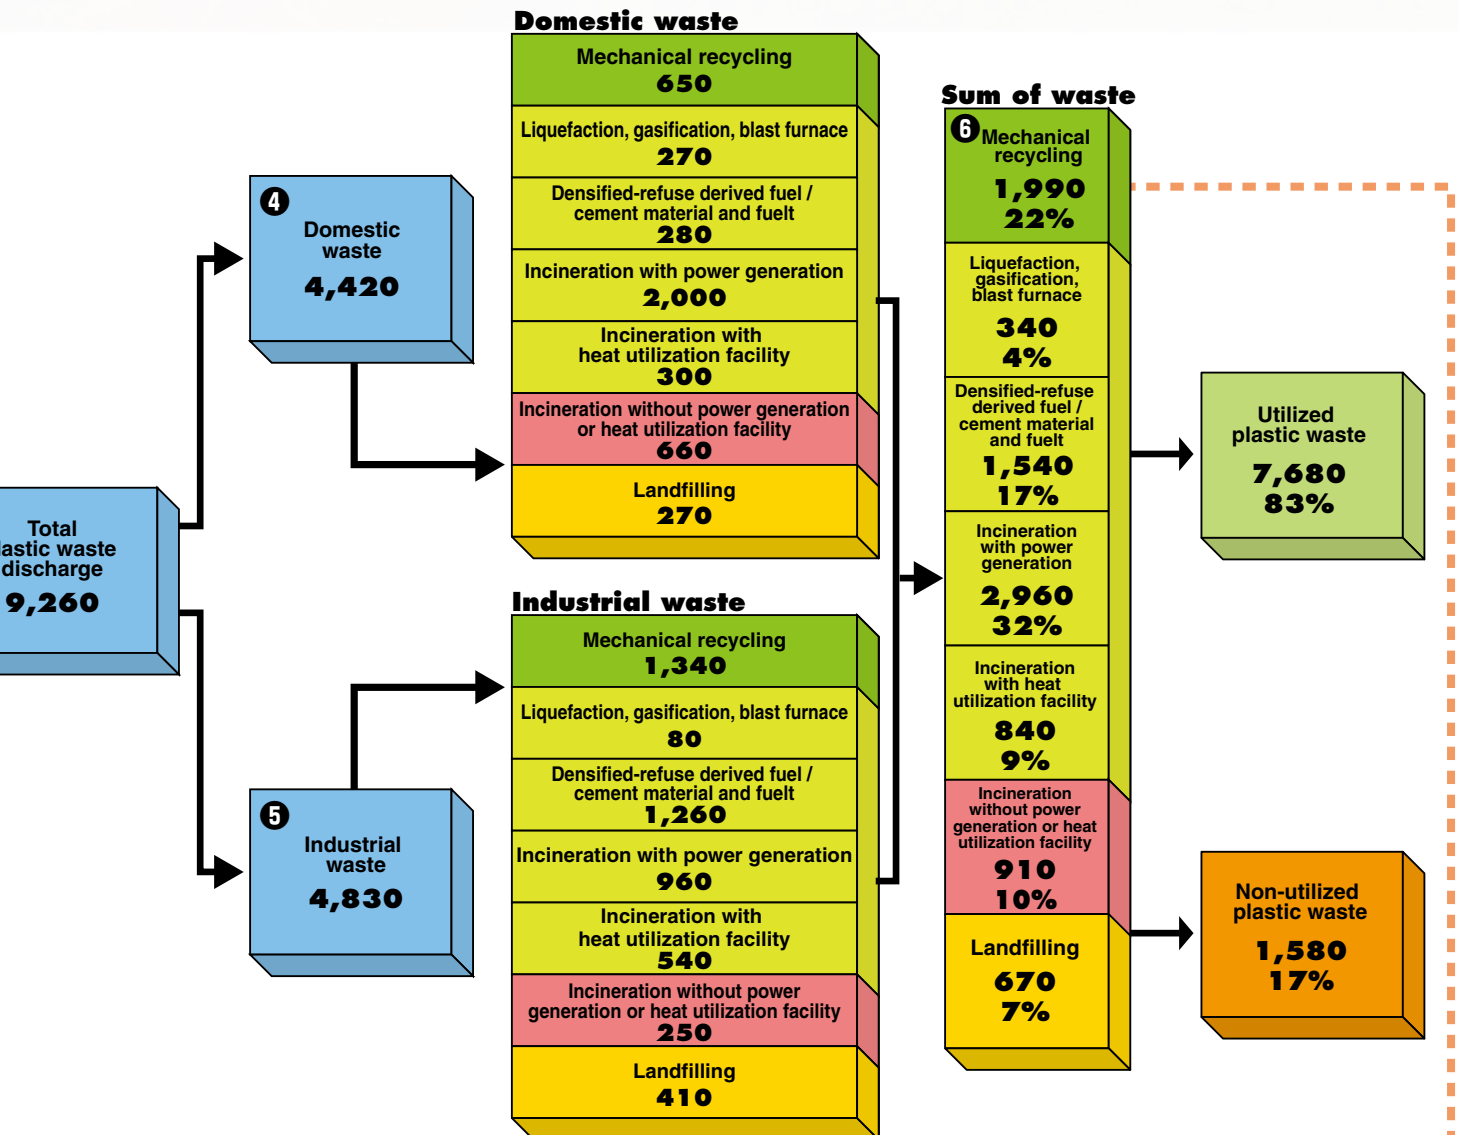 Domestic waste
Mechanical recycling
650
Liquefaction, gasification, blast furnace
270
Densified-refuse derived fuel /
cement material and fuelt
280
Incineration with power generation
2,000
Incineration with
heat utilization facility
300
Incineration without power generation
or heat utilization facility
660
Landfilling
270
4
Domestic
waste
4,420
Total
lastic waste
discharge
9,260
5
Industrial
waste
4,830
Industrial waste
Mechanical recycling
1,340
Liquefaction, gasification, blast furnace
80
Densified-refuse derived fuel /
cement material and fuelt
1,260
Incineration with power generation
960
Incineration with
heat utilization facility
540
Incineration without power
generation or heat utilization facility
250
Landfilling
410
Sum of waste
6
Mechanical
recycling
1,990
22%
Liquefaction,
gasification,
blast furnace
340
4%
Densified-refuse
derived fuel /
cement material
and fuelt
1,540
17%
Incineration
with power
generation
2,960
32%
Incineration
with heat
utilization facility
840
9%
Incineration
without power
generation or heat
utilization facility
910
10%
Landfilling
670
7%
Utilized
plastic waste
7,680
83%
Non-utilized
plastic waste
1,580
17%